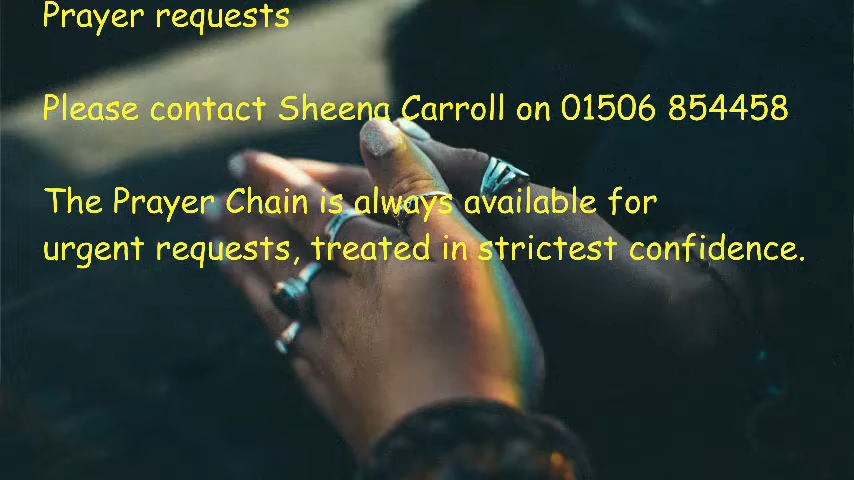 Prayer requests
Please contact Sheena Carroll on 01506 854458
The Prayer Chain is always available for
urgent requests, treated in strictest confidence.